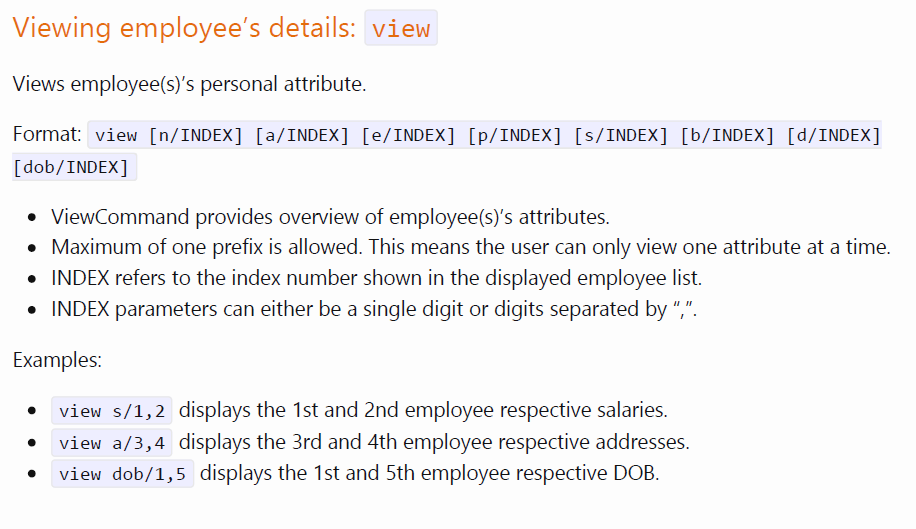 Viewing employee’s details: view
Views employee(s)’s personal attribute.
Format: view [n/INDEX] [a/INDEX] [e/INDEX] [p/INDEX] [s/INDEX] [b/INDEX] [d/INDEX]
[dob/INDEX]
• ViewCommand provides overview of employee(s)’s attributes.
• Maximum of one prefix is allowed. This means the user can only view one attribute at a time.
• INDEX refers to the index number shown in the displayed employee list.
• INDEX parameters can either be a single digit or digits separated by “,”.
Examples:
• view s/1,2 displays the 1st and 2nd employee respective salaries.
• view a/3,4 displays the 3rd and 4th employee respective addresses.
• view dob/1,5 displays the 1st and 5th employee respective DOB.